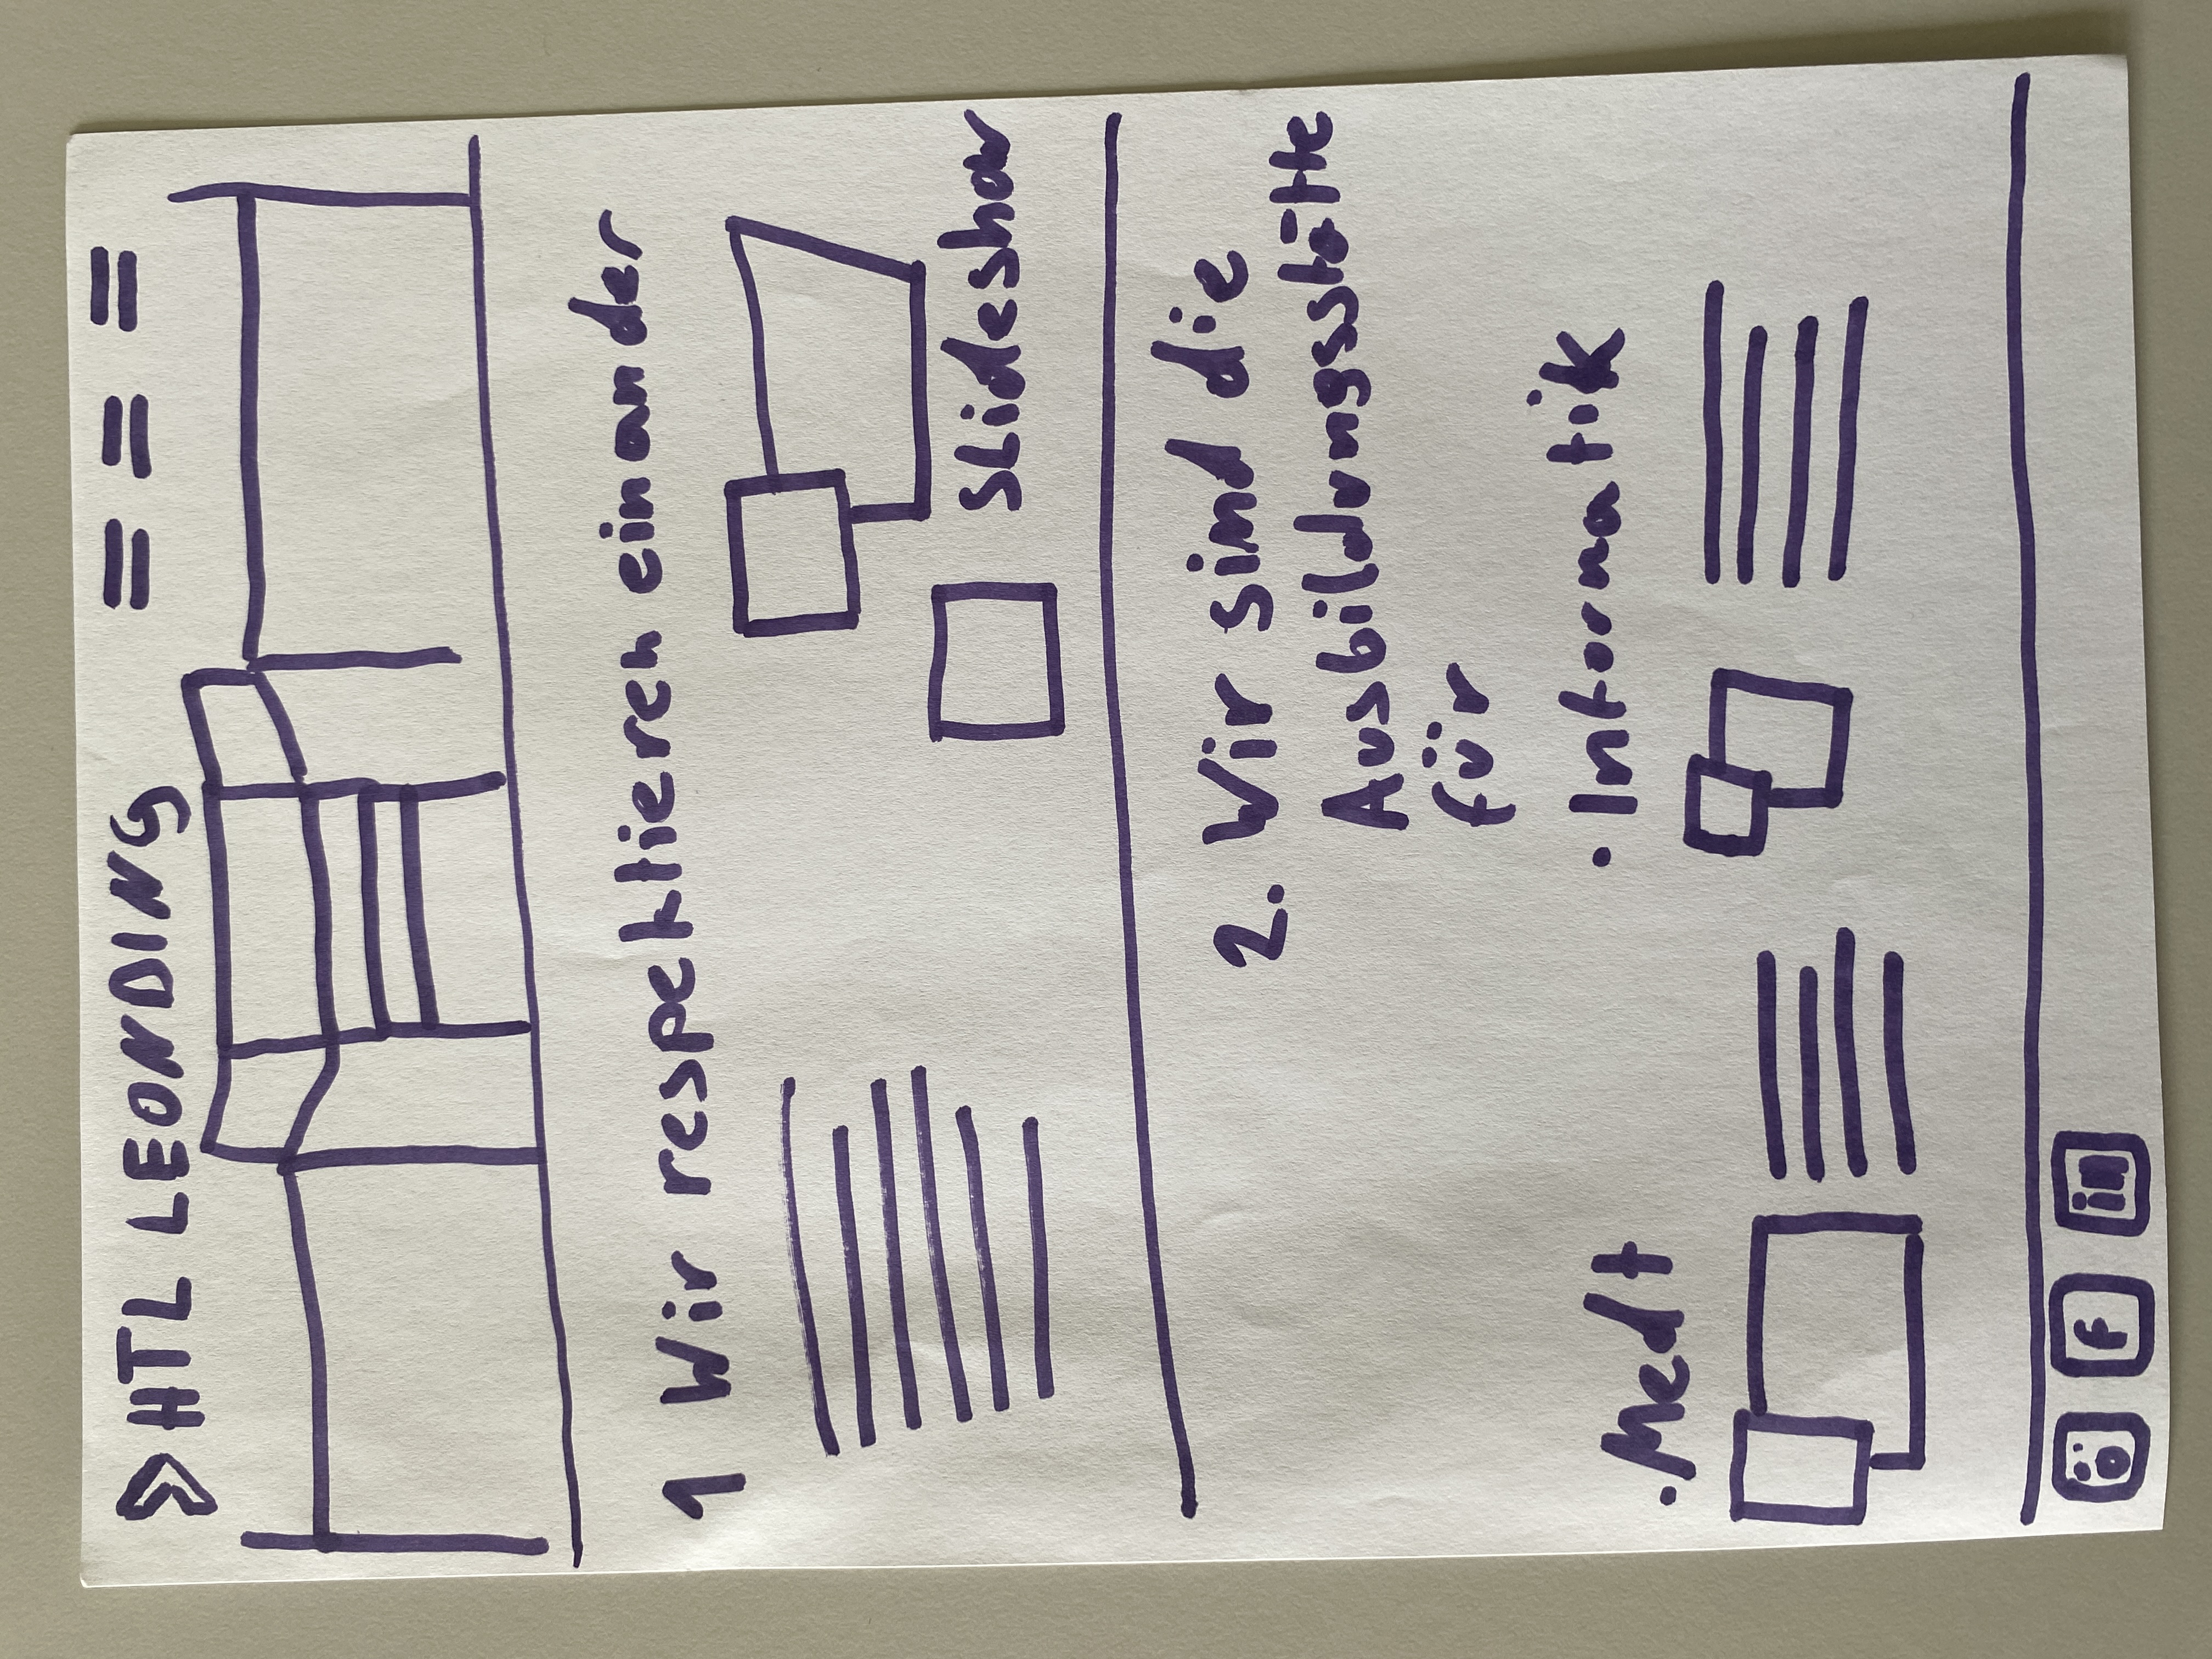 HTL LEONDING
1 Wir respektieren einander
Slideshow
2. Wir sind die
Ausbildungsstätte
für
· Informatik
· Medt
f
in